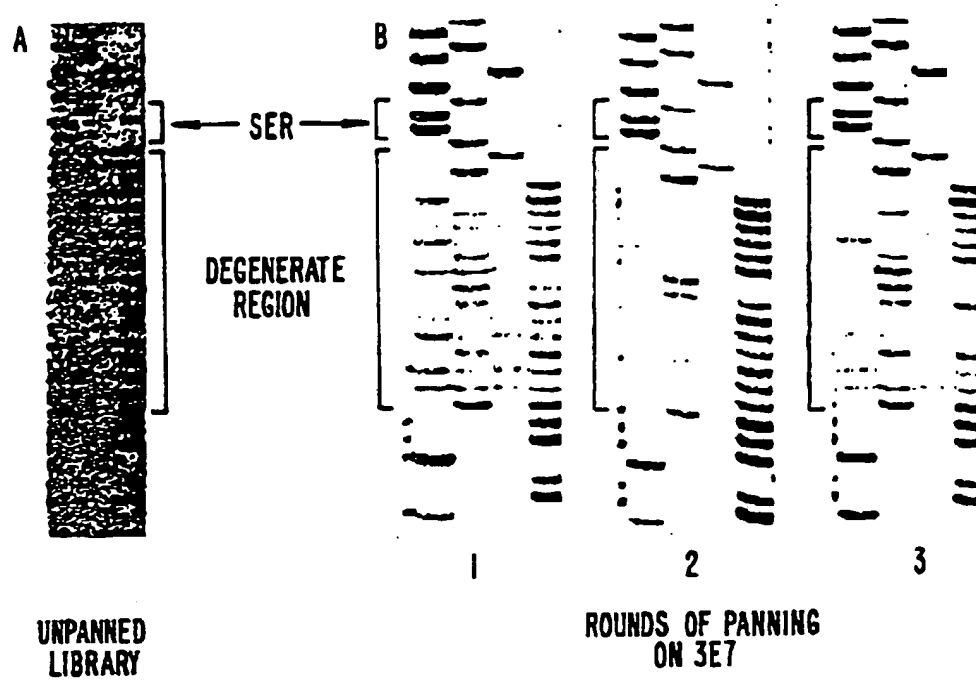 A
B
SER
DEGENERATE
REGION
1
2
3
UNPANNED
LIBRARY
ROUNDS OF PANNING
ON 3E7